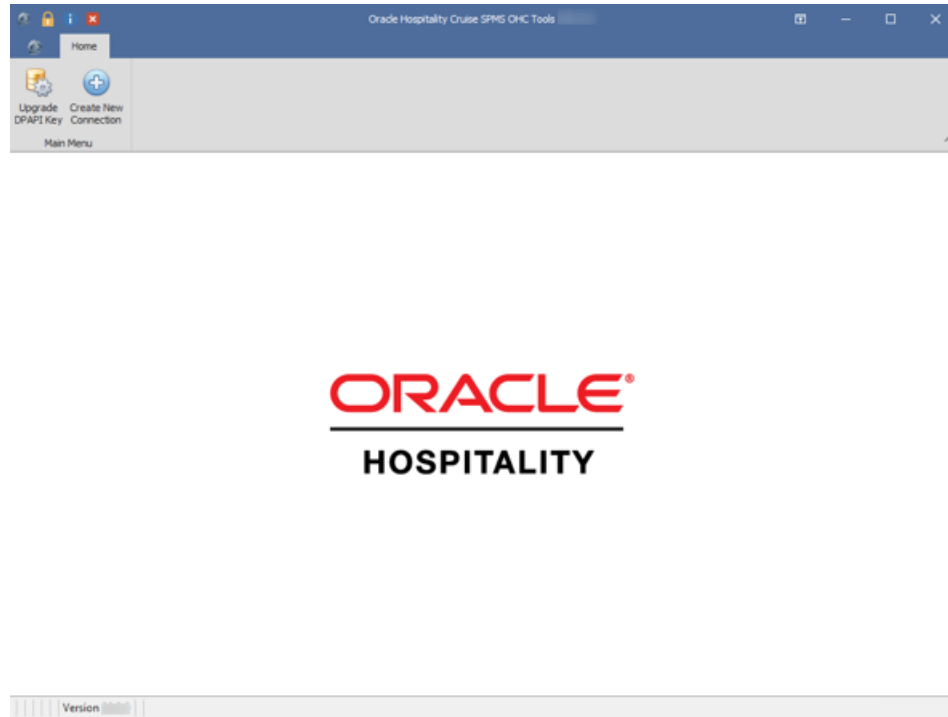 Oracle Hospitality Cruise SPMS OHC Tools
Home
Upgrade DPAPI Key
Create New Connection
Main Menu
ORACLE®
HOSPITALITY
Version